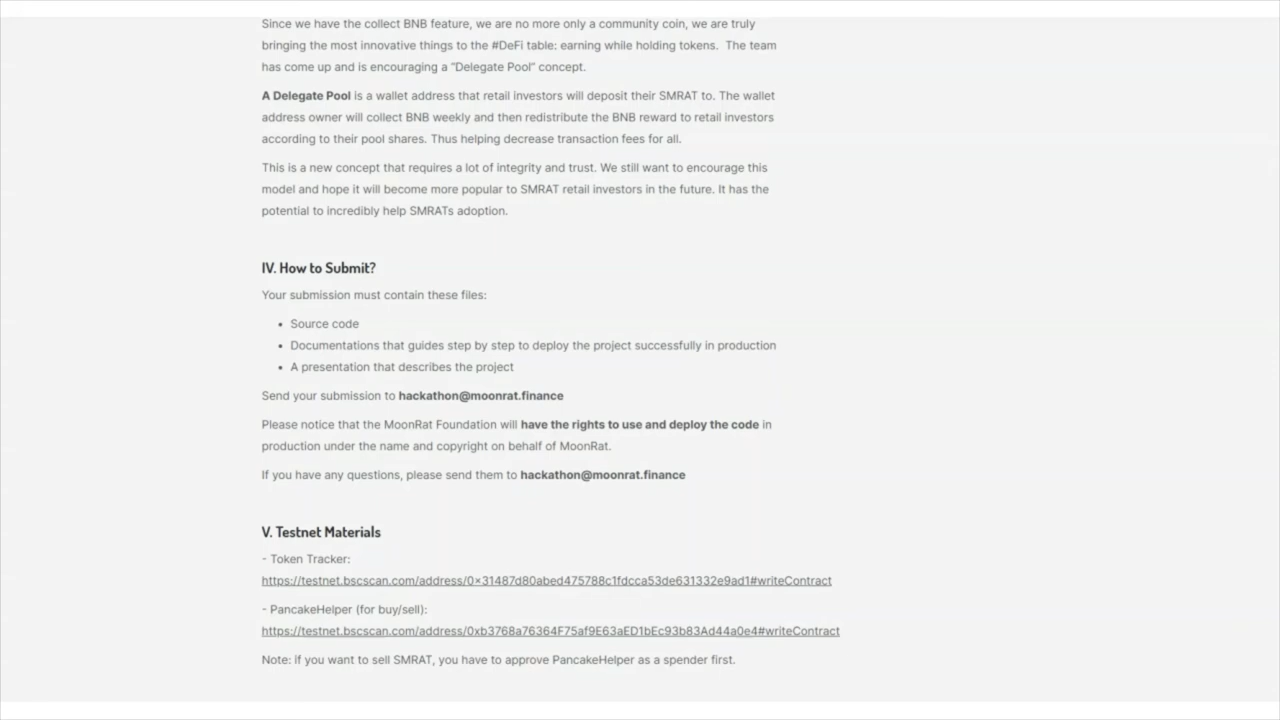 Since we have the collect BNB feature, we are no more only a community coin, we are truly
bringing the most innovative things to the #DeFi table: earning while holding tokens.  The team
has come up and is encouraging a "Delegate Pool" concept.
A Delegate Pool is a wallet address that retail investors will deposit their SMRAT to. The wallet
address owner will collect BNB weekly and then redistribute the BNB reward to retail investors
according to their pool shares. Thus helping decrease transaction fees for all.
This is a new concept that requires a lot of integrity and trust. We still want to encourage this
model and hope it will become more popular to SMRAT retail investors in the future. It has the
potential to incredibly help SMRATs adoption.
IV. How to Submit?
Your submission must contain these files:
• Source code
• Documentations that guides step by step to deploy the project successfully in production
• A presentation that describes the project
Send your submission to hackathon@moonrat.finance
Please notice that the MoonRat Foundation will have the rights to use and deploy the code in
production under the name and copyright on behalf of MoonRat.
If you have any questions, please send them to hackathon@moonrat.finance
V. Testnet Materials
- Token Tracker:
https://testnet.bscscan.com/address/0×31487d80abed475788c1fdcca53de631332e9ad1#writeContract
- PancakeHelper (for buy/sell):
https://testnet.bscscan.com/address/0xb3768a76364F75af9E63aED1bEc93b83Ad44a0e4#writeContract
Note: if you want to sell SMRAT, you have to approve PancakeHelper as a spender first.